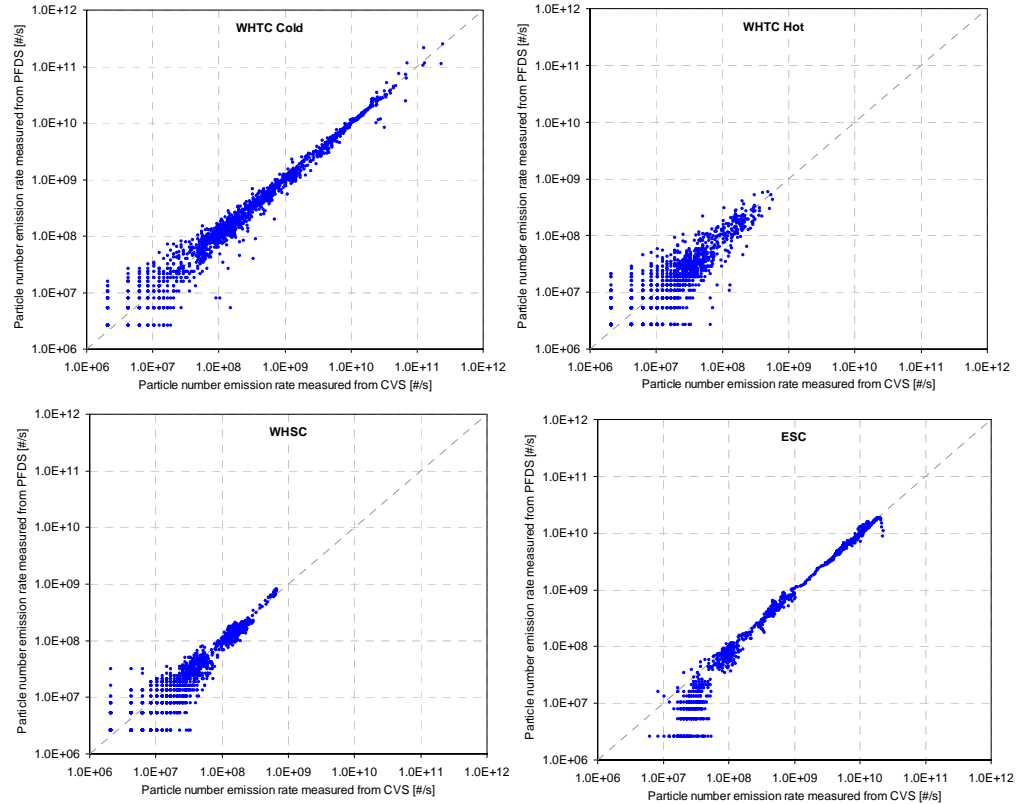 WHTC Cold
Particle number emission rate measured from PFDS [#/s]
1.0E+12
1.0E+11
1.0E+10
1.0E+09
1.0E+08
1.0E+07
1.0E+06
1.0E+06 1.0E+07 1.0E+08 1.0E+09 1.0E+10 1.0E+11 1.0E+12
Particle number emission rate measured from CVS [#/s]
WHTC Hot
Particle number emission rate measured from PFDS [#/s]
1.0E+12
1.0E+11
1.0E+10
1.0E+09
1.0E+08
1.0E+07
1.0E+06
1.0E+06 1.0E+07 1.0E+08 1.0E+09 1.0E+10 1.0E+11 1.0E+12
Particle number emission rate measured from CVS [#/s]
WHSC
Particle number emission rate measured from PFDS [#/s]
1.0E+12
1.0E+11
1.0E+10
1.0E+09
1.0E+08
1.0E+07
1.0E+06
1.0E+06 1.0E+07 1.0E+08 1.0E+09 1.0E+10 1.0E+11 1.0E+12
Particle number emission rate measured from CVS [#/s]
ESC
Particle number emission rate measured from PFDS [#/s]
1.0E+12
1.0E+11
1.0E+10
1.0E+09
1.0E+08
1.0E+07
1.0E+06
1.0E+06 1.0E+07 1.0E+08 1.0E+09 1.0E+10 1.0E+11 1.0E+12
Particle number emission rate measured from CVS [#/s]